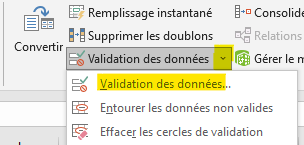 Remplissage instantané
Consolide
Supprimer les doublons
Relations
Convertir
Validation des données
Gérer le m
Validation des données...
Entourer les données non valides
Effacer les cercles de validation